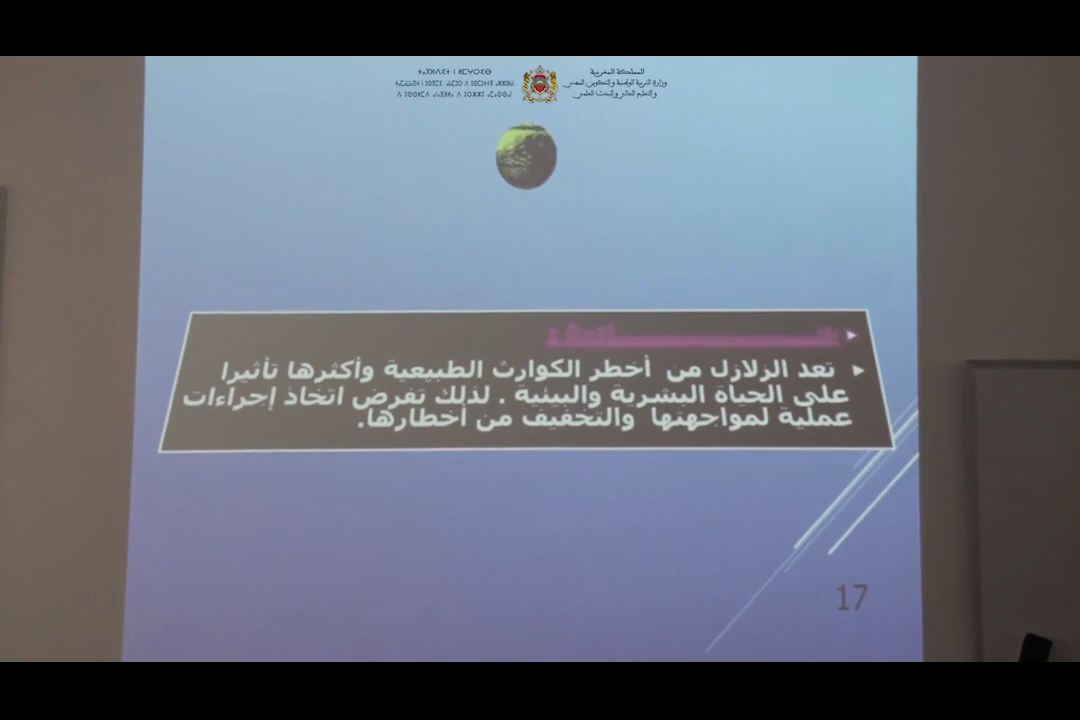 المملكة المغربية
وزارة التربية الوطنية والتكوين المهني
والتعليم العالي والبحث العلمي
خاتمة
تعد الزلازل من أخطر الكوارث الطبيعية وأكثرها تأثيرا
على الحياة البشرية والبيئية . لذلك تفرض اتخاذ إجراءات
عملية لمواجهتها والتخفيف من أخطارها.
17